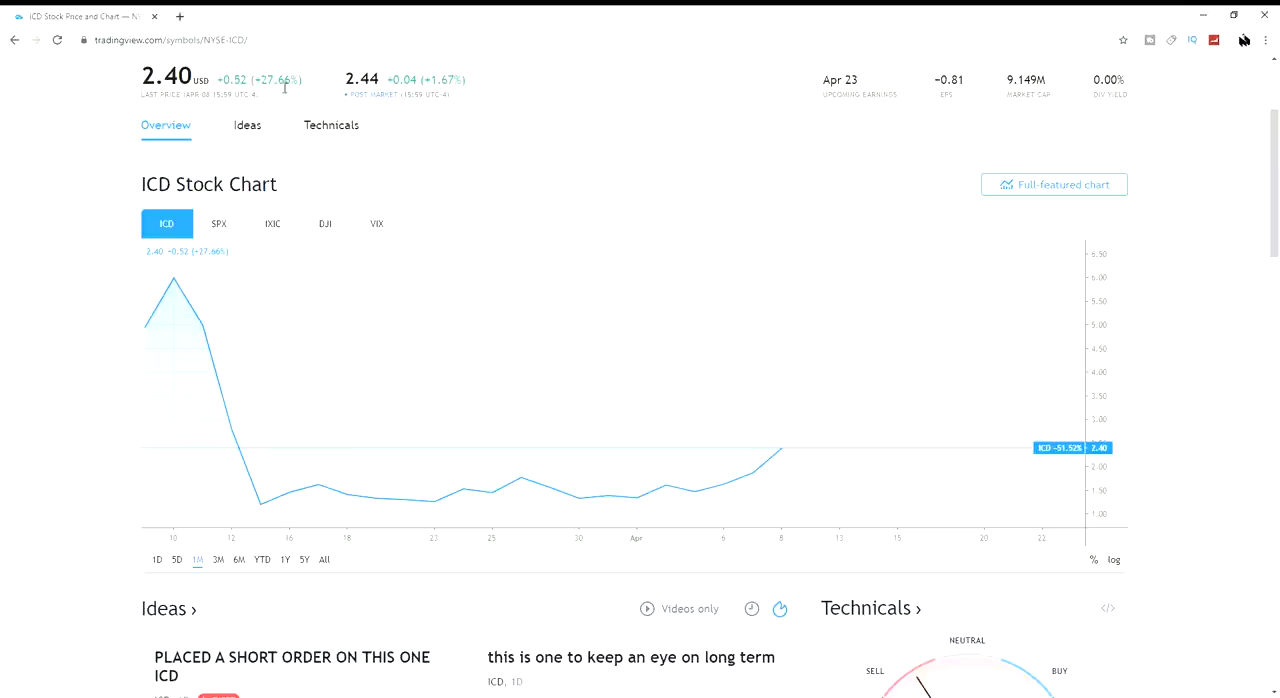 ICD Stock Price and Chart — N
tradingview.com/symbols/NYSE-ICD/
IQ
2.40 USD +0.52 (+27.66%) 2.44 +0.04 (+1.67%) Apr 23 −0.81 9.149M 0.00%
LAST PRICE (APR 08 15:59 UTC-4) • POST MARKET (15:59 UTC-4) UPCOMING EARNINGS EPS MARKET CAP DIV YIELD
Overview Ideas Technicals
ICD Stock Chart Full-featured chart
ICD SPX IXIC DJI VIX
2.40 +0.52 (+27.66%)
6.50
6.00
5.50
5.00
4.50
4.00
3.50
3.00
ICD −51.52% 2.40
2.00
1.50
1.00
10 12 16 18 23 25 30 Apr 6 8 13 15 20 22
1D 5D 1M 3M 6M YTD 1Y 5Y All % log
Ideas › Videos only Technicals › </>
NEUTRAL
PLACED A SHORT ORDER ON THIS ONE this is one to keep an eye on long term
SELL BUY
ICD
ICD, 1D